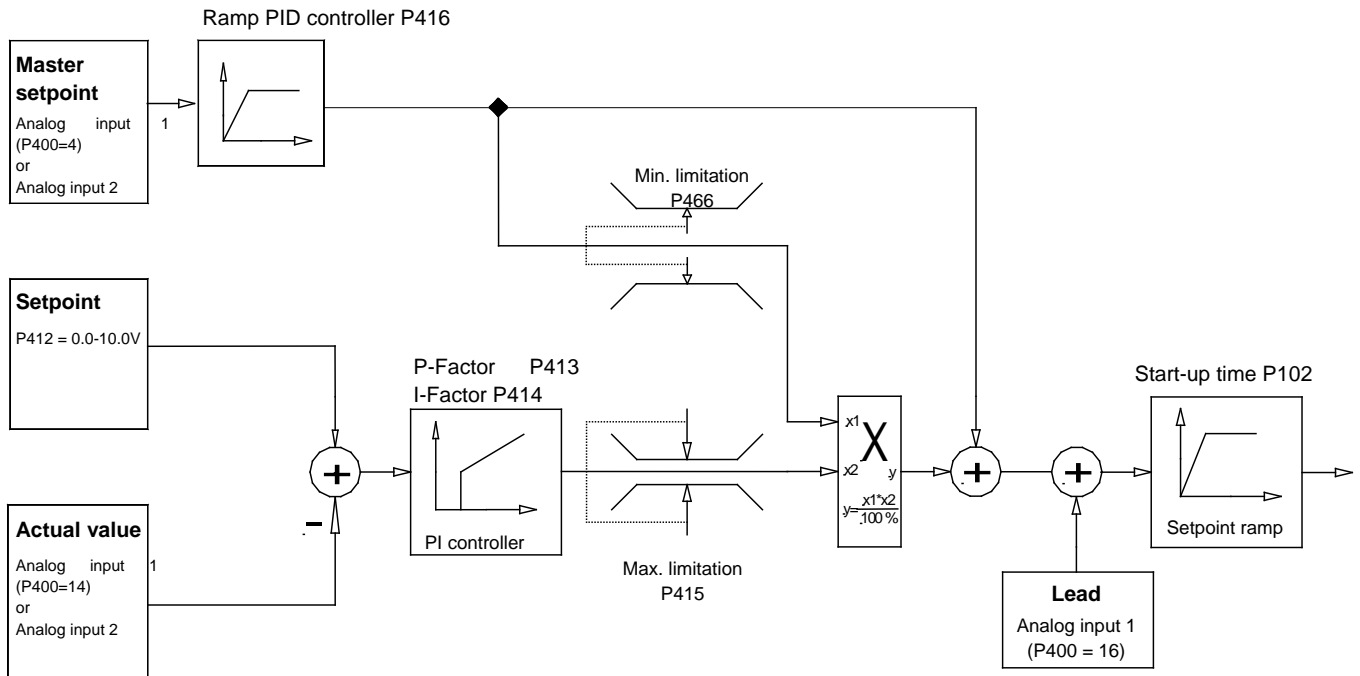 Ramp PID controller P416
Master
setpoint
Analog input 1
(P400=4)
or
Analog input 2
Min. limitation
P466
Setpoint
P412 = 0.0-10.0V
P-Factor P413
I-Factor P414
PI controller
Start-up time P102
Setpoint ramp
x1
X
x2
y
y=x1*x2
100 %
+
-
+
+
Actual value
Analog input 1
(P400=14)
or
Analog input 2
Max. limitation
P415
Lead
Analog input 1
(P400 = 16)